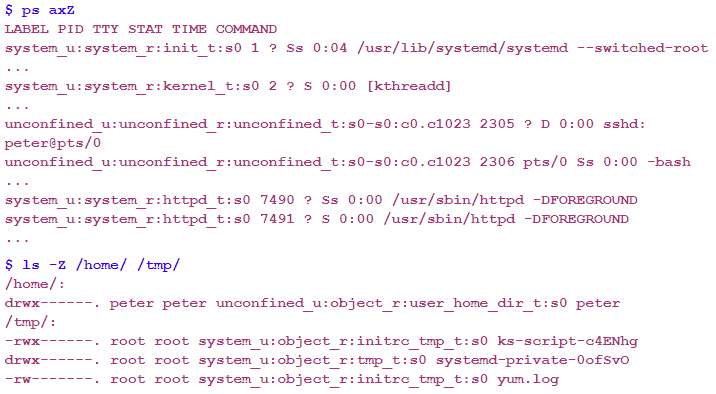 $ ps axZ
LABEL PID TTY STAT TIME COMMAND
system_u:system_r:init_t:s0 1 ? Ss 0:04 /usr/lib/systemd/systemd --switched-root
...
system_u:system_r:kernel_t:s0 2 ? S 0:00 [kthreadd]
...
unconfined_u:unconfined_r:unconfined_t:s0-s0:c0.c1023 2305 ? D 0:00 sshd:
peter@pts/0
unconfined_u:unconfined_r:unconfined_t:s0-s0:c0.c1023 2306 pts/0 Ss 0:00 -bash
...
system_u:system_r:httpd_t:s0 7490 ? Ss 0:00 /usr/sbin/httpd -DFOREGROUND
system_u:system_r:httpd_t:s0 7491 ? S 0:00 /usr/sbin/httpd -DFOREGROUND
...
$ ls -Z /home/ /tmp/
/home/:
drwx------. peter peter unconfined_u:object_r:user_home_dir_t:s0 peter
/tmp/:
-rwx------. root root system_u:object_r:initrc_tmp_t:s0 ks-script-c4ENhg
drwx------. root root system_u:object_r:tmp_t:s0 systemd-private-0ofSvO
-rw-------. root root system_u:object_r:initrc_tmp_t:s0 yum.log